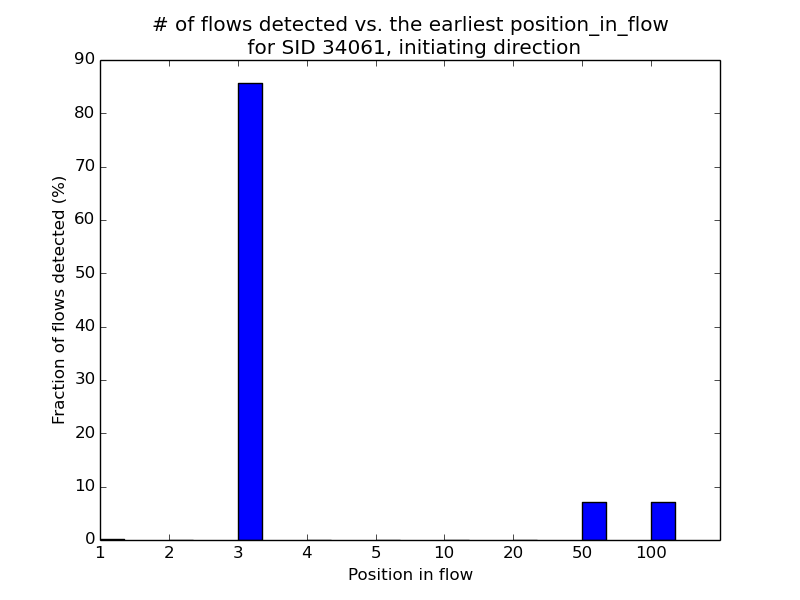 # of flows detected vs. the earliest position_in_flow
for SID 34061, initiating direction
90
80
70
60
50
40
30
20
10
0
Fraction of flows detected (%)
1 2 3 4 5 10 20 50 100
Position in flow